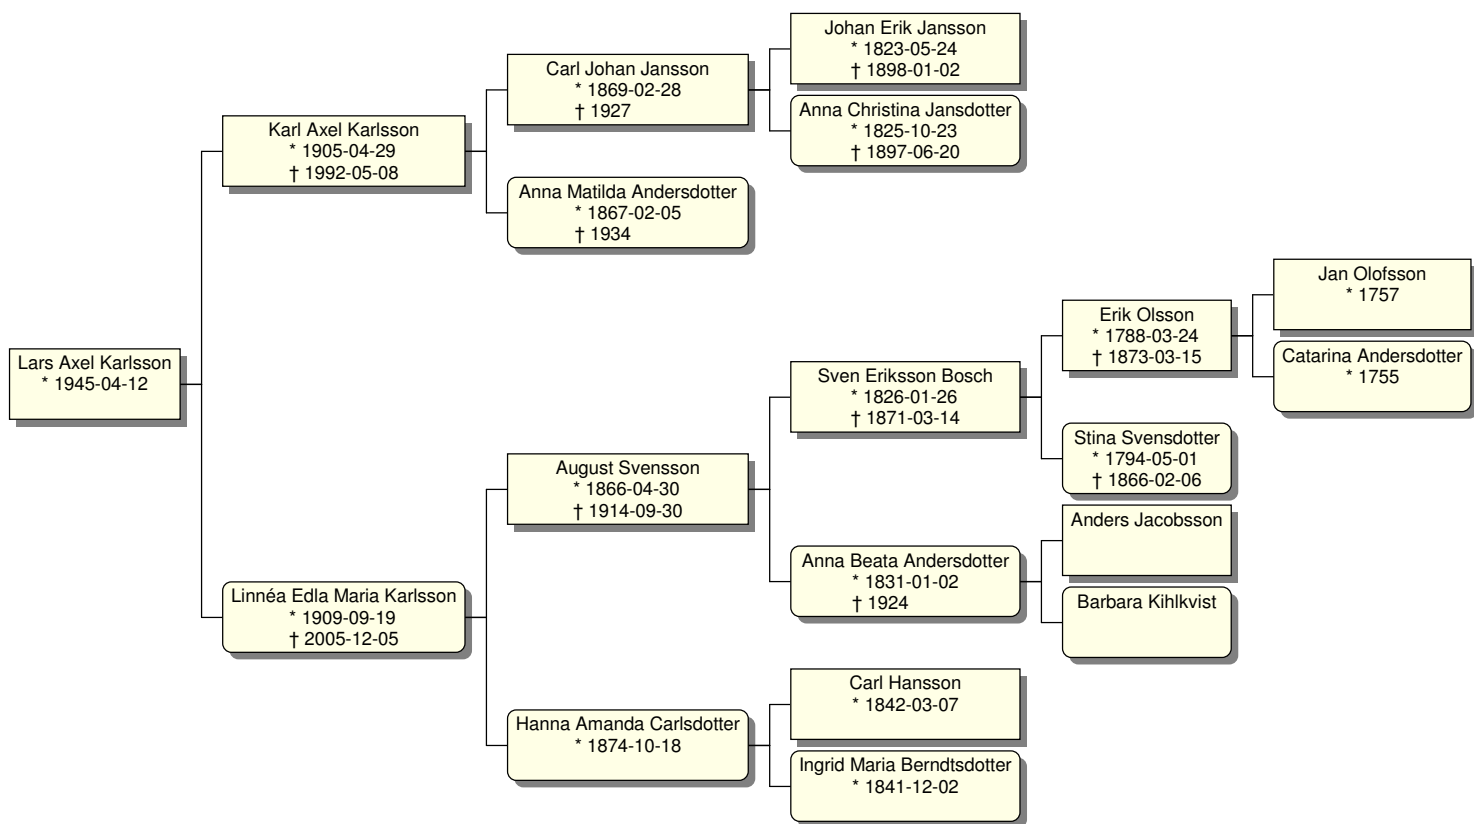 Lars Axel Karlsson
* 1945-04-12
Karl Axel Karlsson
* 1905-04-29
† 1992-05-08
Linnéa Edla Maria Karlsson
* 1909-09-19
† 2005-12-05
Carl Johan Jansson
* 1869-02-28
† 1927
Anna Matilda Andersdotter
* 1867-02-05
† 1934
August Svensson
* 1866-04-30
† 1914-09-30
Hanna Amanda Carlsdotter
* 1874-10-18
Johan Erik Jansson
* 1823-05-24
† 1898-01-02
Anna Christina Jansdotter
* 1825-10-23
† 1897-06-20
Sven Eriksson Bosch
* 1826-01-26
† 1871-03-14
Anna Beata Andersdotter
* 1831-01-02
† 1924
Carl Hansson
* 1842-03-07
Ingrid Maria Berndtsdotter
* 1841-12-02
Erik Olsson
* 1788-03-24
† 1873-03-15
Stina Svensdotter
* 1794-05-01
† 1866-02-06
Anders Jacobsson
Barbara Kihlkvist
Jan Olofsson
* 1757
Catarina Andersdotter
* 1755